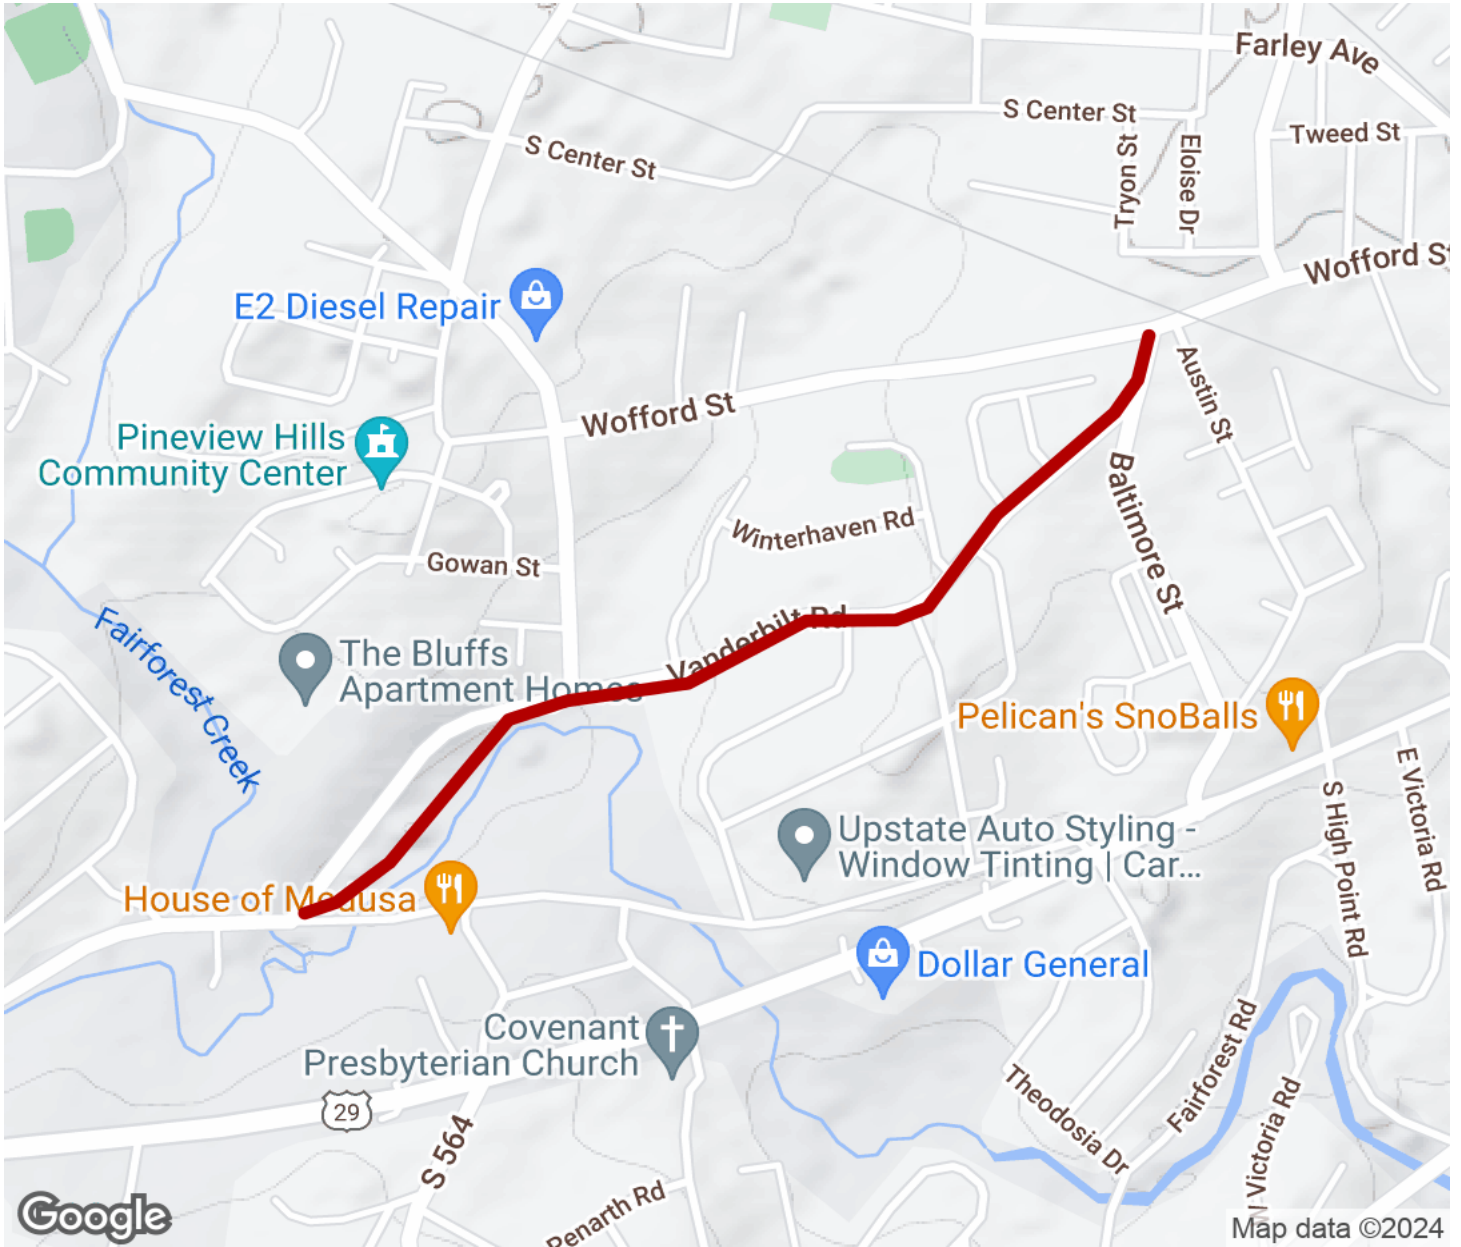 Farley Ave
S Center St
Tweed St
S Center St
Tryon St
Eloise Dr
Wofford St
E2 Diesel Repair
Austin St
Wofford St
Pineview Hills
Community Center
Baltimore St
Winterhaven Rd
Gowan St
Fairforest Creek
Vanderbilt Rd
The Bluffs
Apartment Homes
Pelican's SnoBalls
E Victoria Rd
S High Point Rd
Upstate Auto Styling -
Window Tinting | Car...
House of Medusa
Dollar General
Covenant
Presbyterian Church
Fairforest Rd
Theodosia Dr
29
S 564
N Victoria Rd
Penarth Rd
Google
Map data ©2024